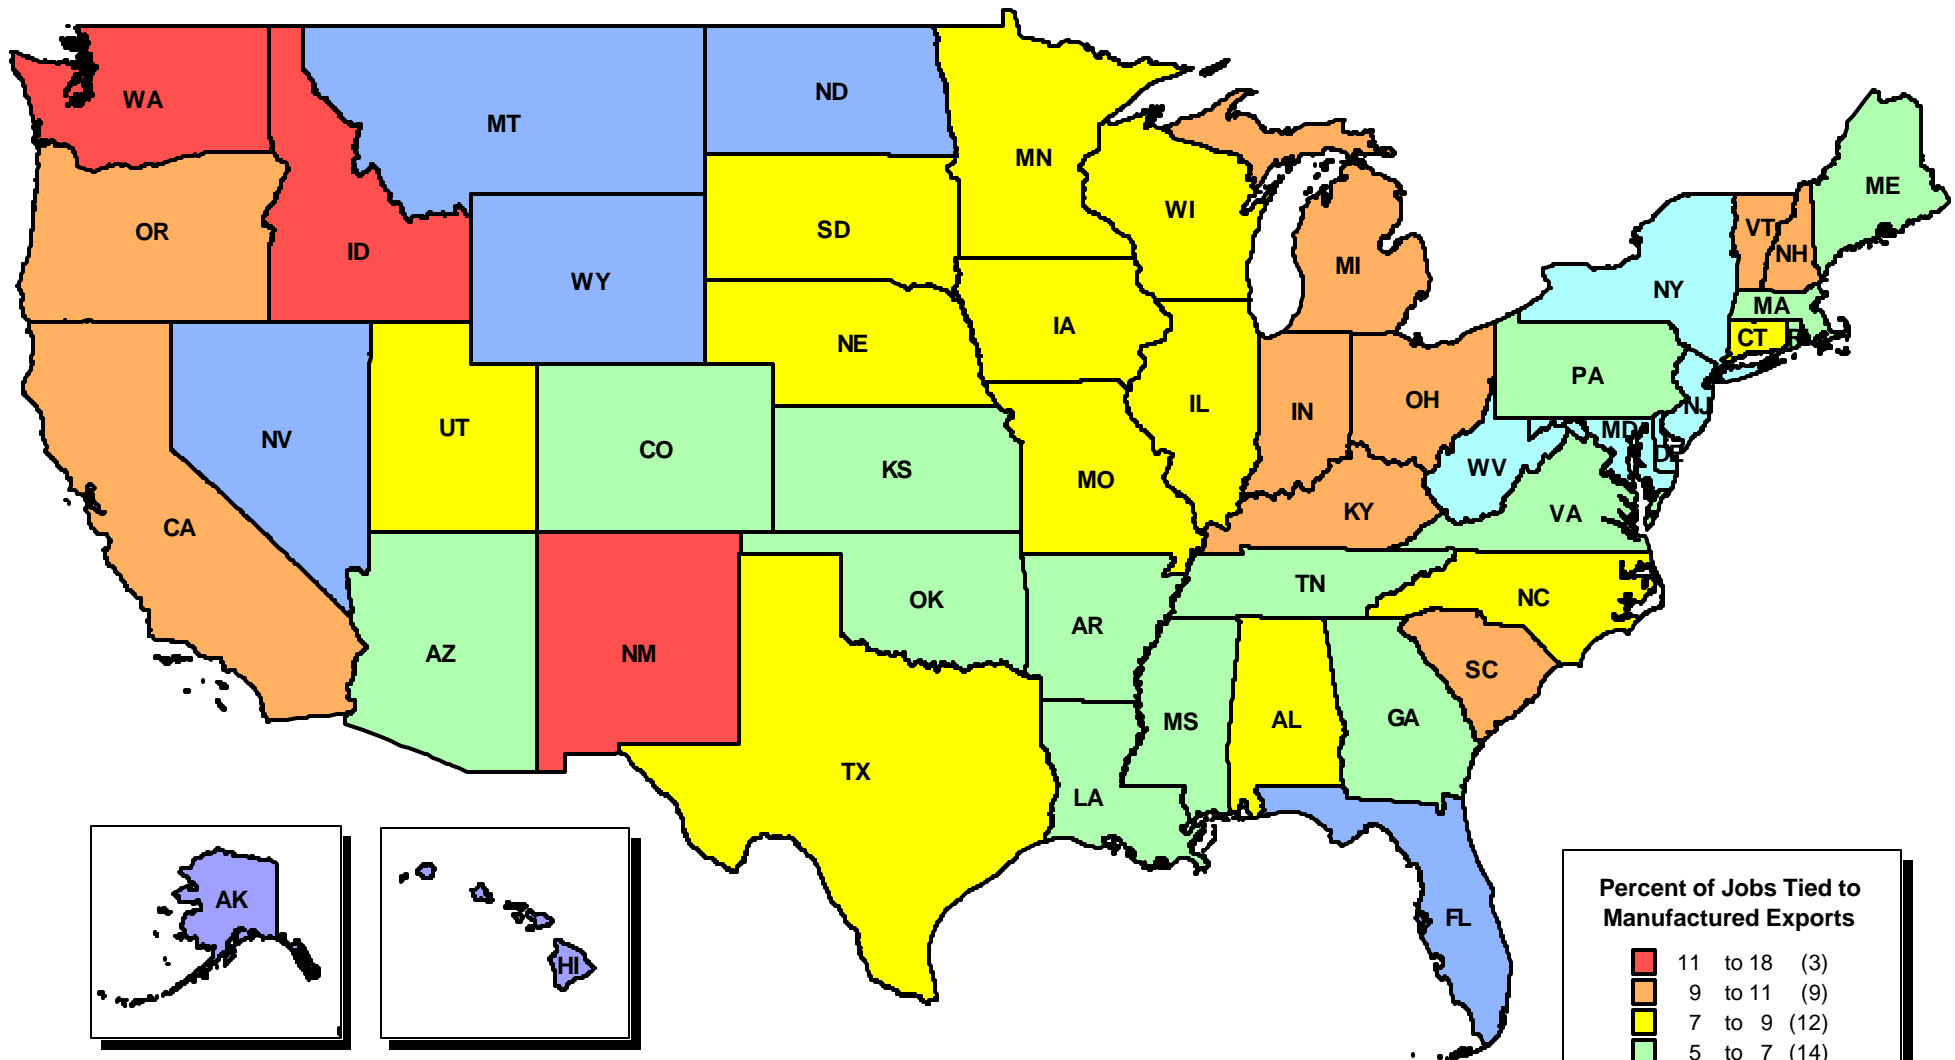 WA
MT
ND
MN
ME
OR
ID
WY
SD
WI
MI
VT
NH
NY
MA
CT
RI
NE
IA
PA
NV
UT
CO
KS
MO
IL
IN
OH
NJ
MD
DE
WV
VA
KY
CA
AZ
NM
OK
AR
TN
NC
SC
TX
LA
MS
AL
GA
FL
AK
HI
Percent of Jobs Tied to
Manufactured Exports
11 to 18 (3)
9 to 11 (9)
7 to 9 (12)
5 to 7 (14)